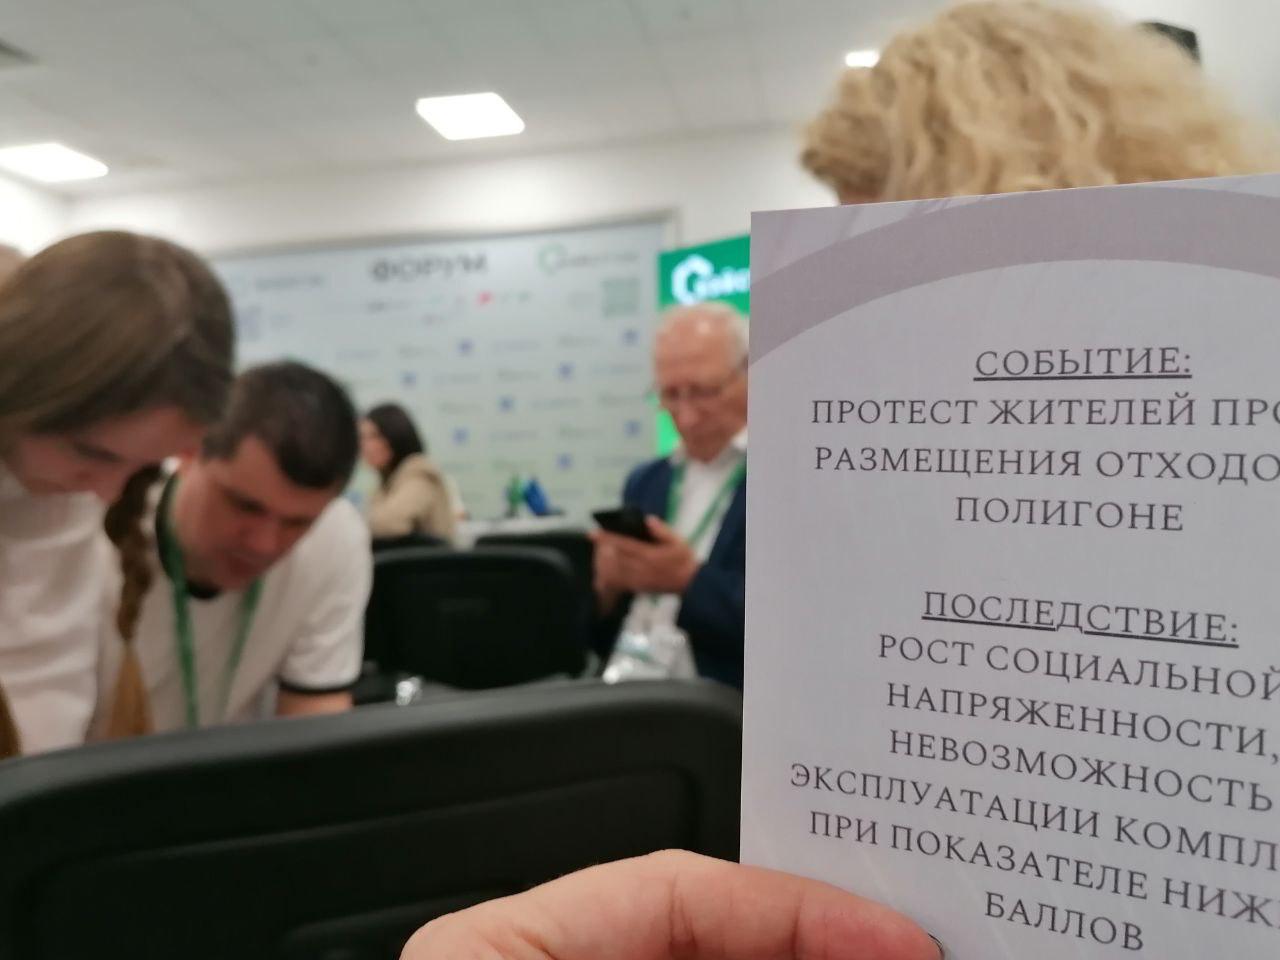 ФОРУМ
СОБЫТИЕ:
ПРОТЕСТ ЖИТЕЛЕЙ
РАЗМЕЩЕНИЯ
ПОЛИГОНЕ
ПОСЛЕДСТВИЕ:
РОСТ СОЦИАЛЬНОЙ
НАПРЯЖЕННОСТИ,
НЕВОЗМОЖНОСТЬ
ЭКСПЛУАТАЦИИ
ПРИ ПОКАЗАТЕЛЕ
БАЛЛОВ